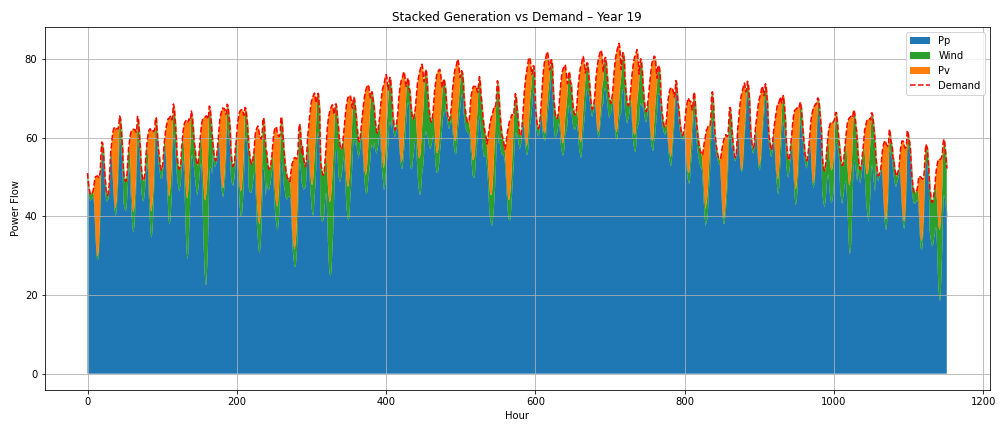 Stacked Generation vs Demand – Year 19
Power Flow
80
60
40
20
0
Pp
Wind
Pv
Demand
0 200 400 600 800 1000 1200
Hour